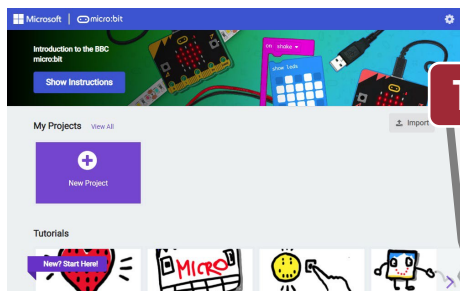 Microsoft micro:bit
Introduction to the BBC
micro:bit
on shake
show leds
Show Instructions
My Projects View All
Import
New Project
Tutorials
New? Start Here!
MICRO